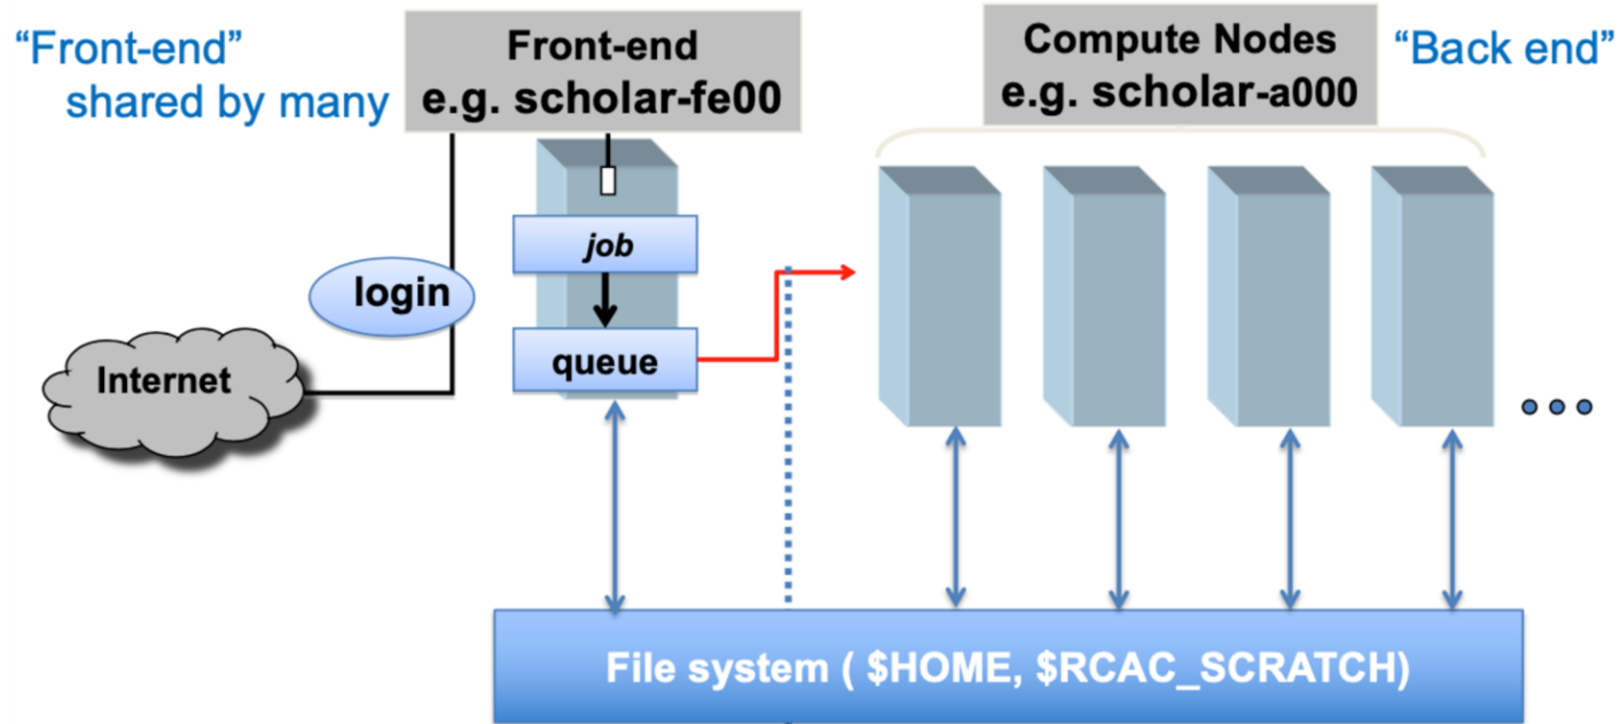 “Front-end”
shared by many
Front-end
e.g. scholar-fe00
Compute Nodes
e.g. scholar-a000
“Back end”
job
login
queue
Internet
File system ( $HOME, $RCAC_SCRATCH)